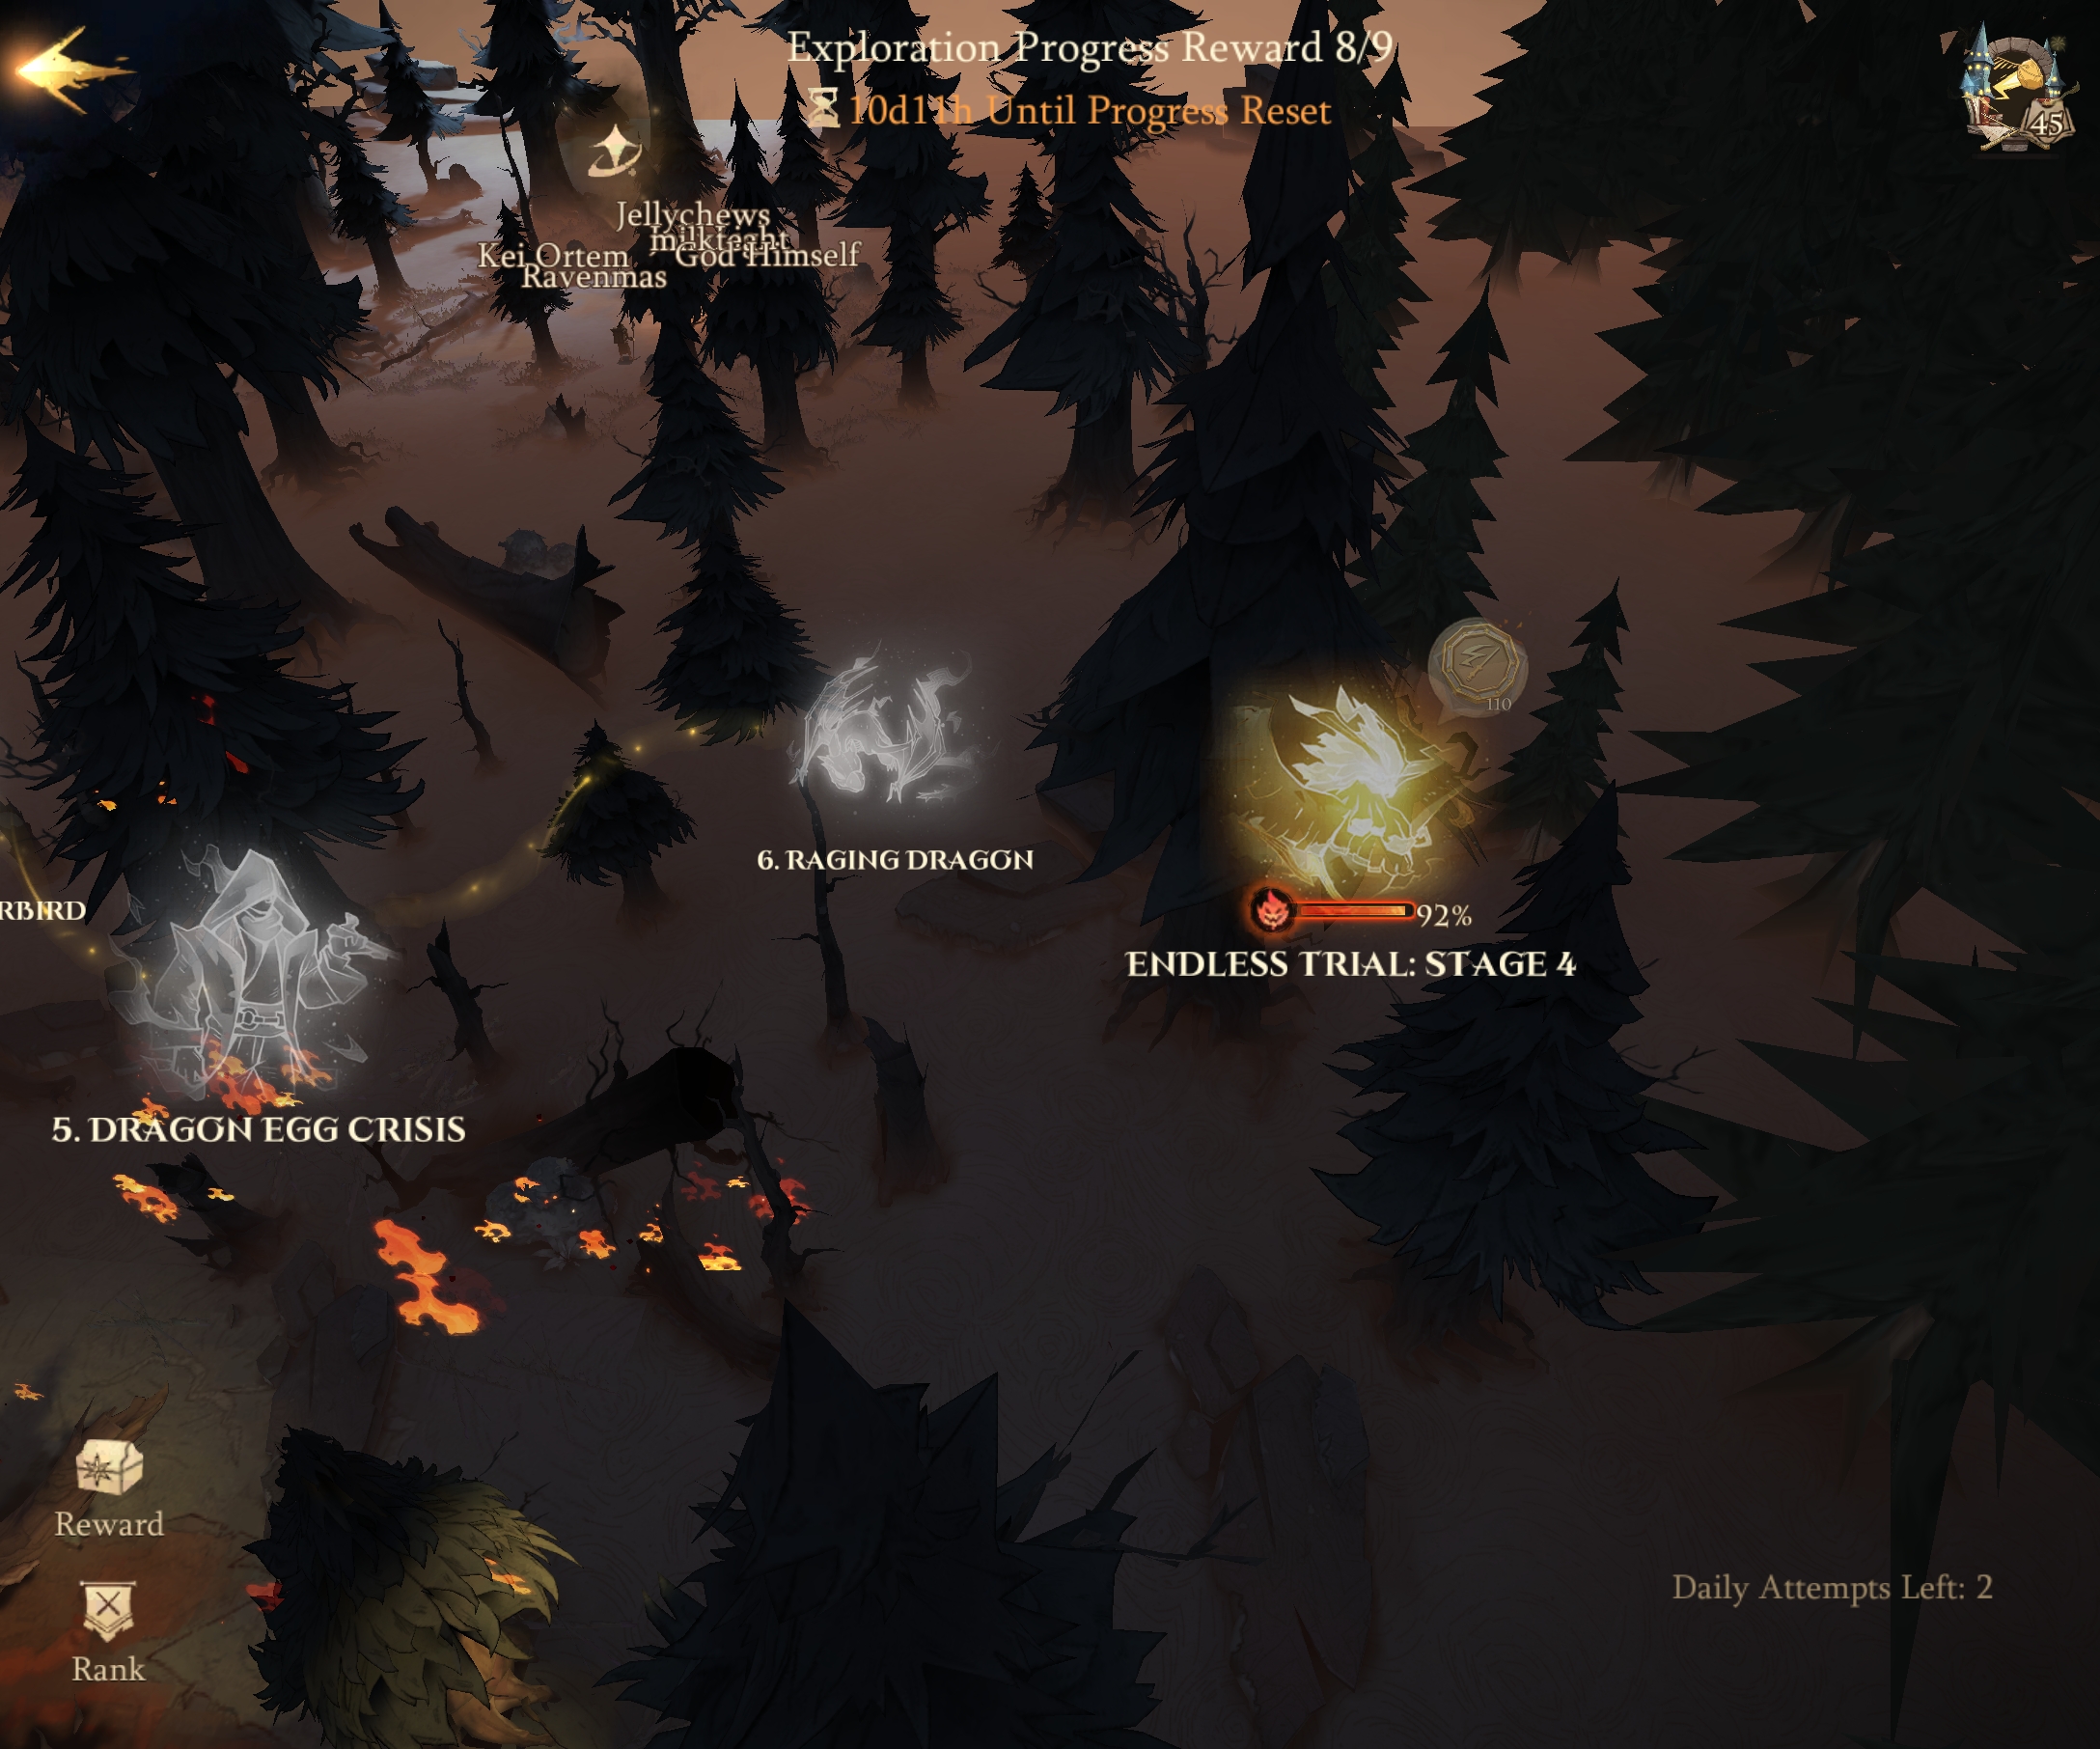 Exploration Progress Reward 8/9
10d11h Until Progress Reset
45
Jellychews
Kei Ortem
God Himself
Ravenmas
110
6. RAGING DRAGON
92%
RBIRD
ENDLESS TRIAL: STAGE 4
5. DRAGON EGG CRISIS
Reward
Daily Attempts Left: 2
Rank